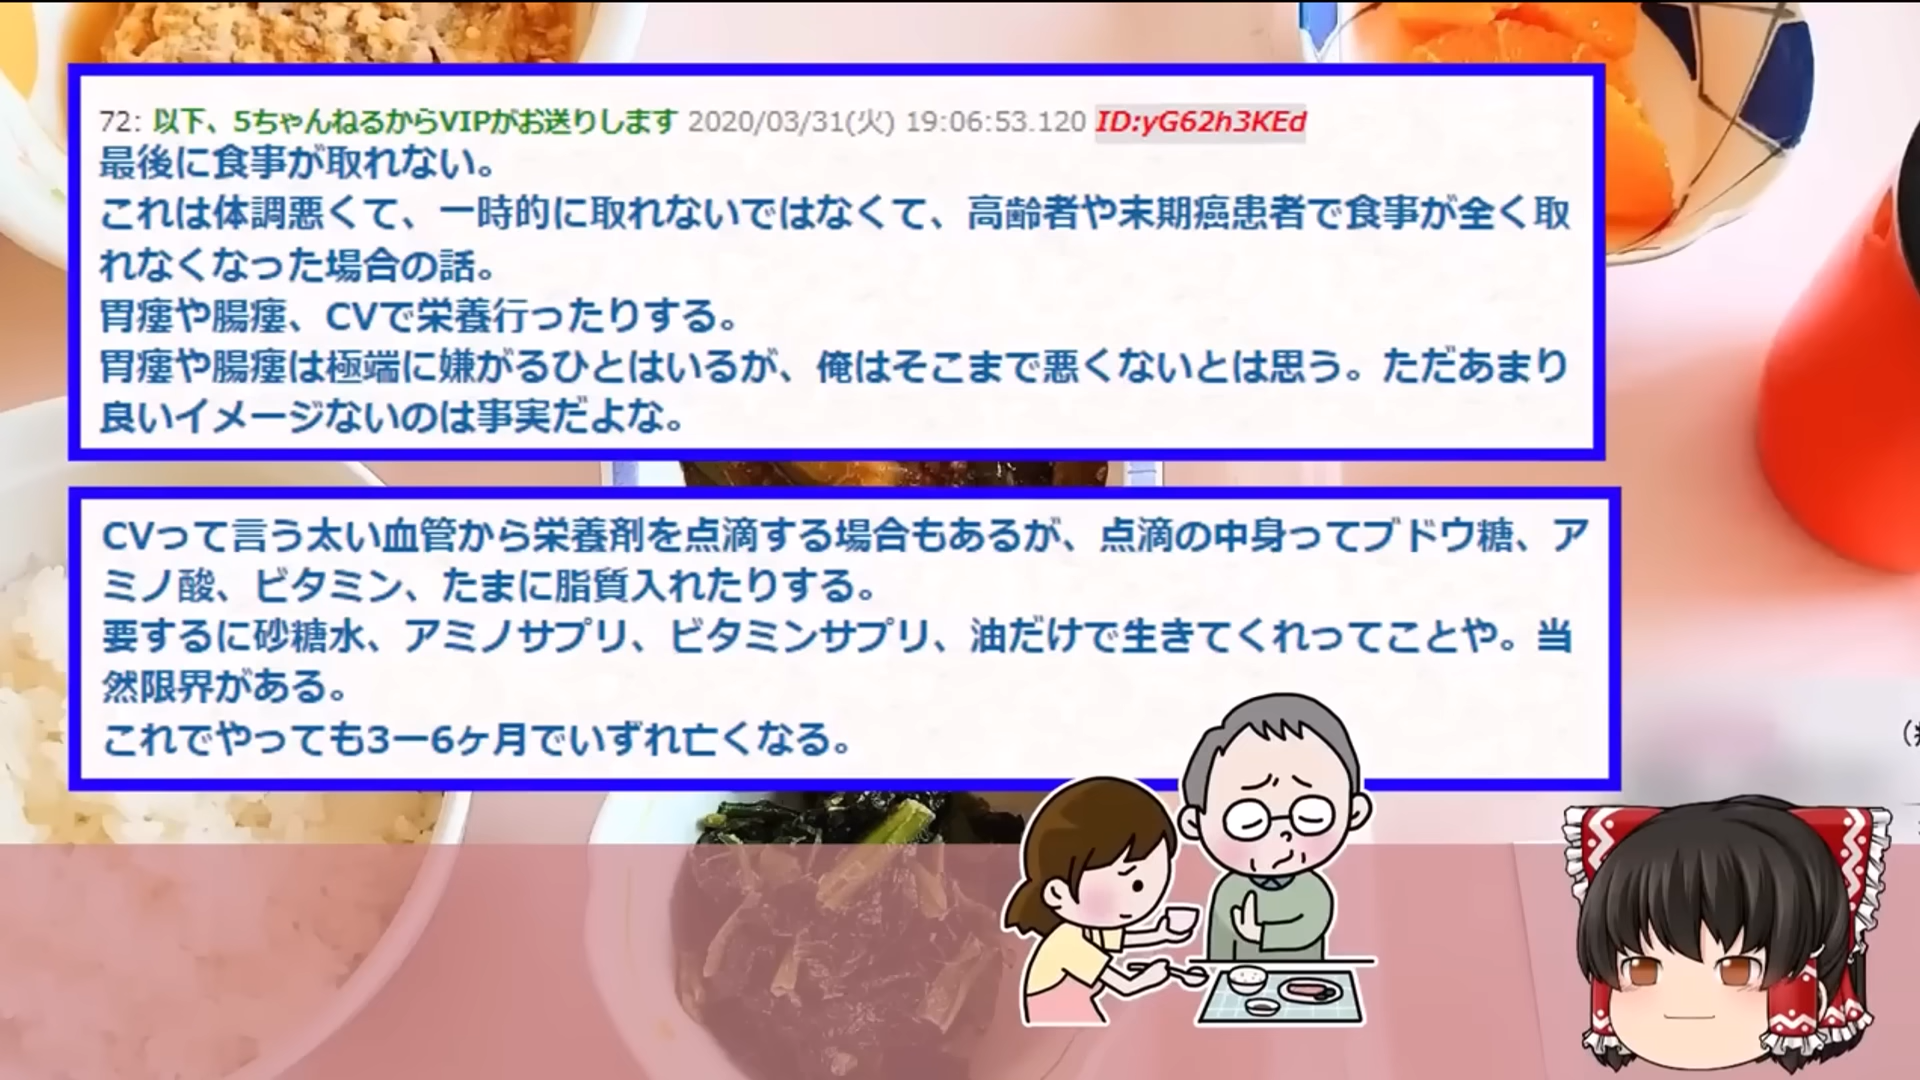 72: 以下、5ちゃんねるからVIPがお送りします 2020/03/31(火) 19:06:53.120 ID:yG62h3KEd
最後に食事が取れない。
これは体調悪くて、一時的に取れないではなくて、高齢者や末期癌患者で食事が全く取
れなくなった場合の話。
胃瘻や腸瘻、CVで栄養行ったりする。
胃瘻や腸瘻は極端に嫌がるひとはいるが、俺はそこまで悪くないとは思う。ただあまり
良いイメージないのは事実だよな。
CVって言う太い血管から栄養剤を点滴する場合もあるが、点滴の中身ってブドウ糖、ア
ミノ酸、ビタミン、たまに脂質入れたりする。
要するに砂糖水、アミノサプリ、ビタミンサプリ、油だけで生きてくれってことや。当
然限界がある。
これでやっても3ー6ヶ月でいずれ亡くなる。